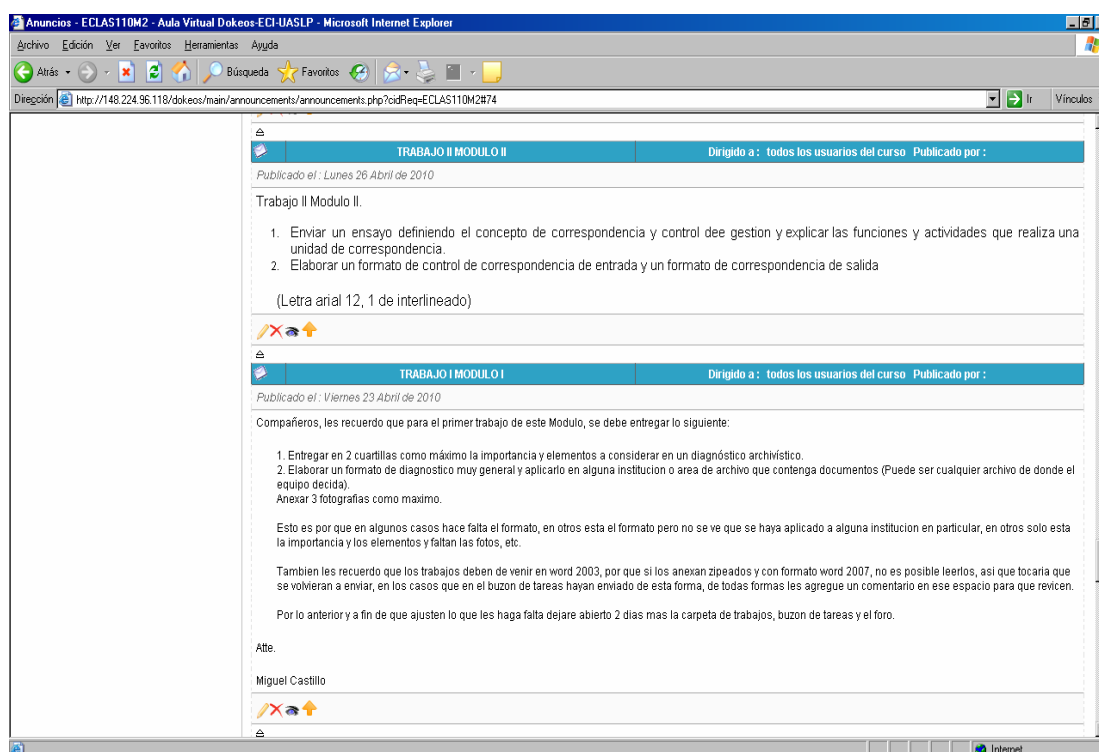 Anuncios - ECLAS110M2 - Aula Virtual Dokeos-ECI-UASLP - Microsoft Internet Explorer
Archivo Edición Ver Favoritos Herramientas Ayuda
Atrás Búsqueda Favoritos
Dirección http://148.224.96.118/dokeos/main/announcements/announcements.php?cidReq=ECLAS110M2#74 Ir Vínculos
TRABAJO II MODULO II Dirigido a : todos los usuarios del curso Publicado por :
Publicado el : Lunes 26 Abril de 2010
Trabajo II Modulo II.
1. Enviar un ensayo definiendo el concepto de correspondencia y control dee gestion y explicar las funciones y actividades que realiza una
unidad de correspondencia.
2. Elaborar un formato de control de correspondencia de entrada y un formato de correspondencia de salida
(Letra arial 12, 1 de interlineado)
TRABAJO I MODULO I Dirigido a : todos los usuarios del curso Publicado por :
Publicado el : Viernes 23 Abril de 2010
Compañeros, les recuerdo que para el primer trabajo de este Modulo, se debe entregar lo siguiente:
1. Entregar en 2 cuartillas como máximo la importancia y elementos a considerar en un diagnóstico archivístico.
2. Elaborar un formato de diagnostico muy general y aplicarlo en alguna institucion o area de archivo que contenga documentos (Puede ser cualquier archivo de donde el
equipo decida).
Anexar 3 fotografias como maximo.
Esto es por que en algunos casos hace falta el formato, en otros esta el formato pero no se ve que se haya aplicado a alguna institucion en particular, en otros solo esta
la importancia y los elementos y faltan las fotos, etc.
Tambien les recuerdo que los trabajos deben de venir en word 2003, por que si los anexan zipeados y con formato word 2007, no es posible leerlos, asi que tocaria que
se volvieran a enviar, en los casos que en el buzon de tareas hayan enviado de esta forma, de todas formas les agregue un comentario en ese espacio para que revicen.
Por lo anterior y a fin de que ajusten lo que les haga falta dejare abierto 2 dias mas la carpeta de trabajos, buzon de tareas y el foro.
Atte.
Miguel Castillo
Internet